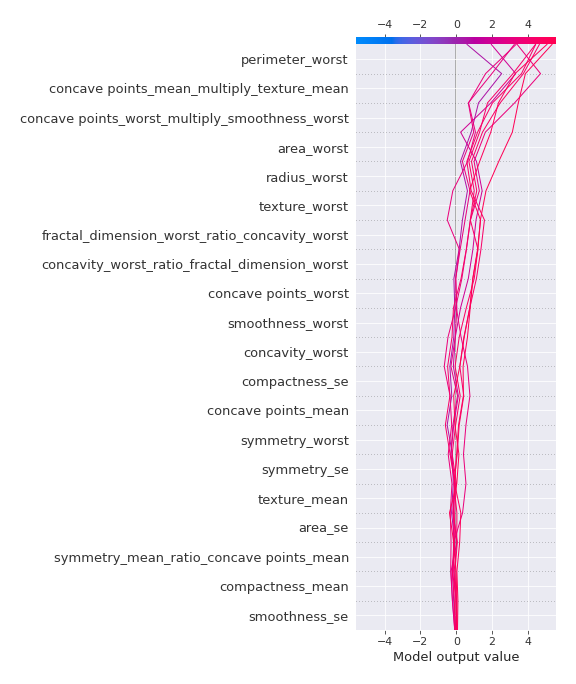 −4 −2 0 2 4
perimeter_worst
concave points_mean_multiply_texture_mean
concave points_worst_multiply_smoothness_worst
area_worst
radius_worst
texture_worst
fractal_dimension_worst_ratio_concavity_worst
concavity_worst_ratio_fractal_dimension_worst
concave points_worst
smoothness_worst
concavity_worst
compactness_se
concave points_mean
symmetry_worst
symmetry_se
texture_mean
area_se
symmetry_mean_ratio_concave points_mean
compactness_mean
smoothness_se
−4 −2 0 2 4
Model output value